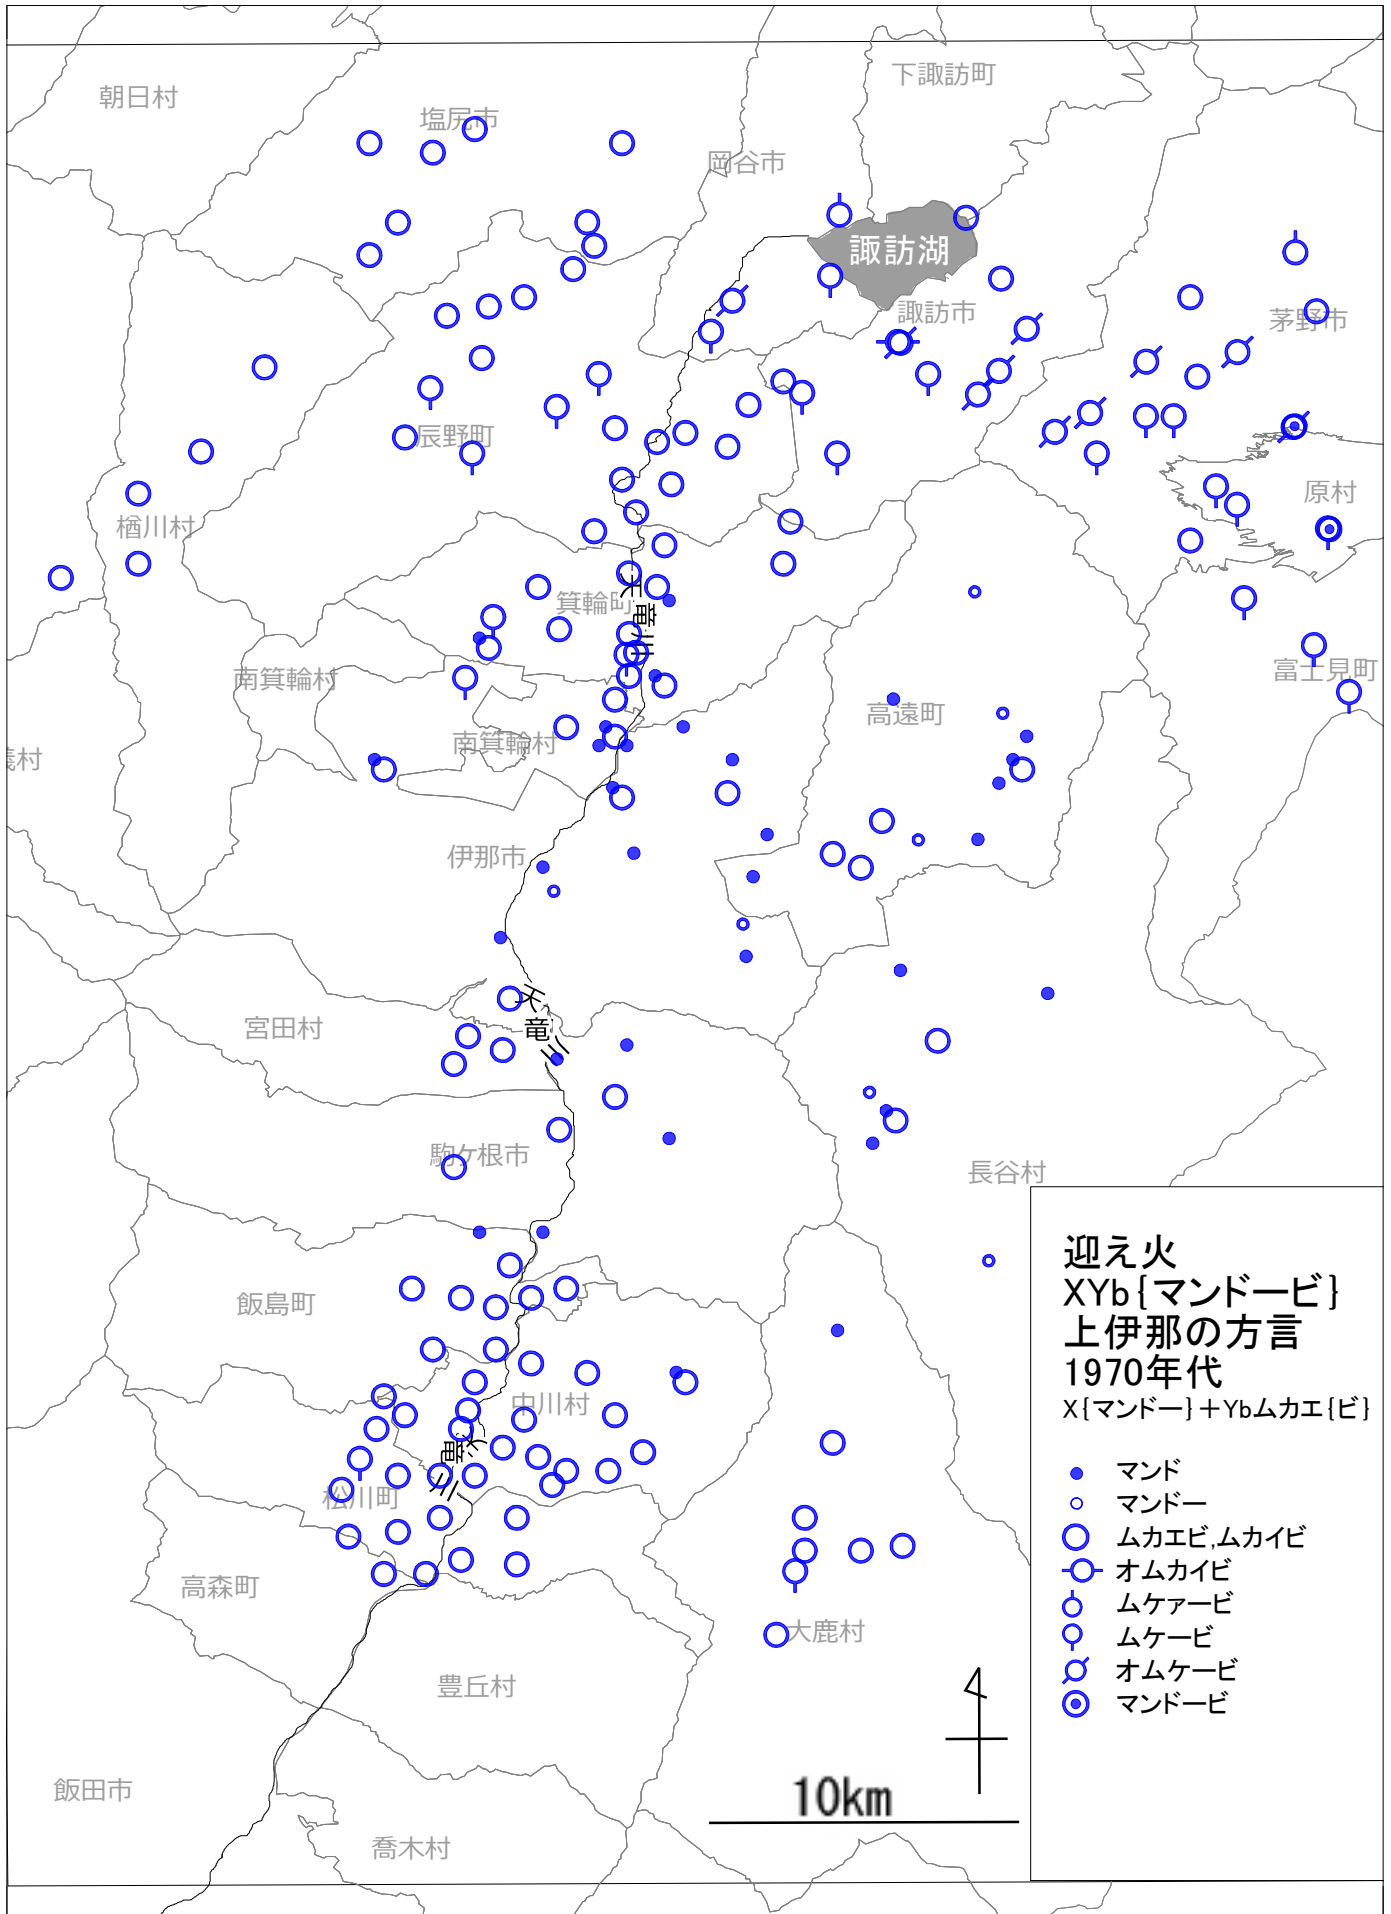 下諏訪町
朝日村
塩尻市
岡谷市
諏訪湖
諏訪市
茅野市
辰野町
原村
楢川村
天竜川
箕輪町
南箕輪村
富士見町
高遠町
南箕輪村
義村
伊那市
天竜川
宮田村
駒ケ根市
長谷村
飯島町
中川村
天竜川
松川町
高森町
大鹿村
豊丘村
飯田市
喬木村
10km
迎え火
XYb{マンドービ}
上伊那の方言
1970年代
X{マンドー}+Ybムカエ{ビ}
マンド
マンドー
ムカエビ,ムカイビ
オムカイビ
ムケァービ
ムケービ
オムケービ
マンドービ